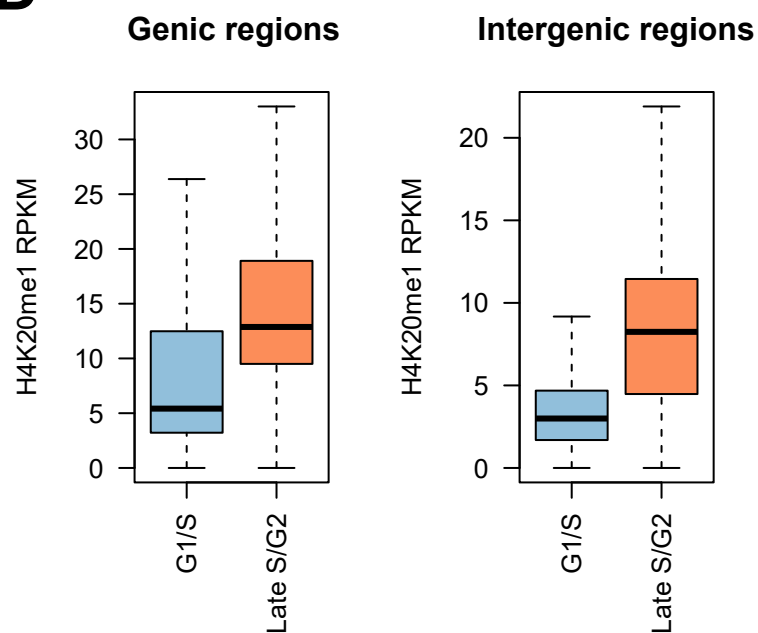 Genic regions
Intergenic regions
H4K20me1 RPKM
30
25
20
15
10
5
0
G1/S
Late S/G2
H4K20me1 RPKM
20
15
10
5
0
G1/S
Late S/G2